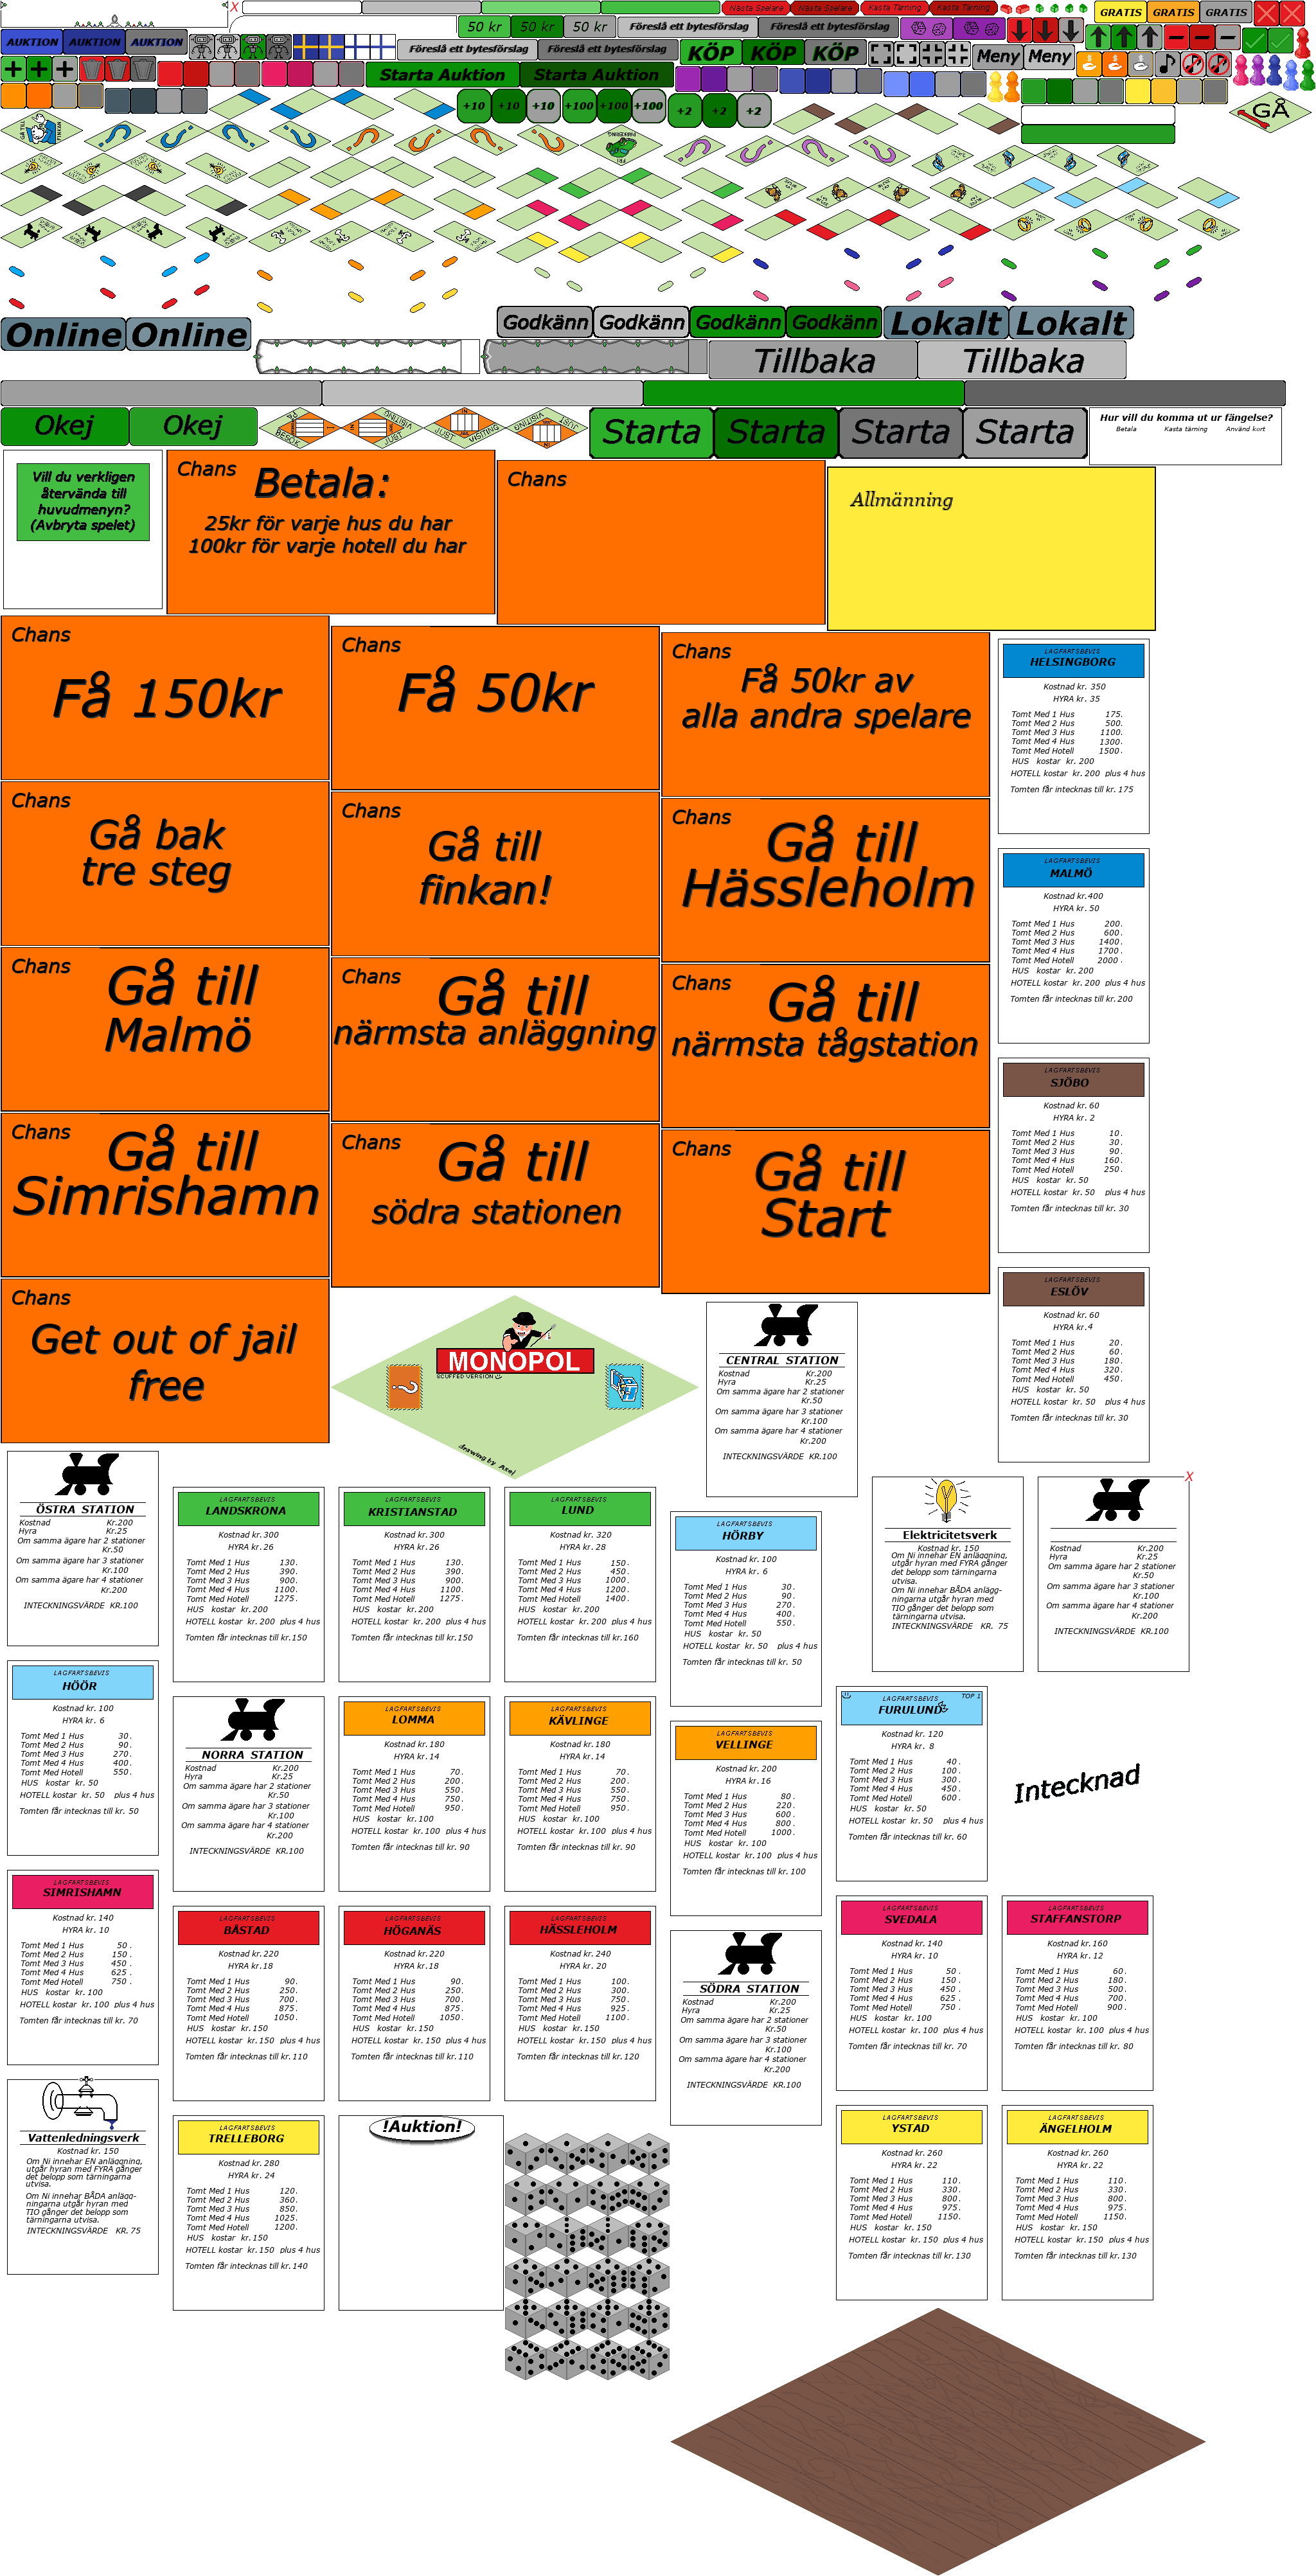 X
Nästa Spelare Nästa Spelare Kasta Tärning Kasta Tärning
GRATIS GRATIS GRATIS
50 kr 50 kr 50 kr
Föreslå ett bytesförslag Föreslå ett bytesförslag
AUKTION AUKTION AUKTION
Föreslå ett bytesförslag Föreslå ett bytesförslag
KÖP KÖP KÖP
Meny Meny
Starta Auktion Starta Auktion
+10 +10 +10 +100 +100 +100 +2 +2 +2
GÅ
Online Online
Godkänn Godkänn Godkänn Godkänn
Lokalt Lokalt
Tillbaka Tillbaka
Okej Okej
Starta Starta Starta Starta
Hur vill du komma ut ur fängelse?
Betala Kasta tärning Använd kort
Vill du verkligen
återvända till
huvudmenyn?
(Avbryta spelet)
Chans
Betala:
25kr för varje hus du har
100kr för varje hotell du har
Chans
Allmänning
Chans
Få 150kr
Chans
Få 50kr
Chans
Få 50kr av
alla andra spelare
LAGFARTSBEVIS
HELSINGBORG
Kostnad kr. 350
HYRA kr. 35
Tomt Med 1 Hus 175.
Tomt Med 2 Hus 500.
Tomt Med 3 Hus 1100.
Tomt Med 4 Hus 1300.
Tomt Med Hotell 1500.
HUS kostar kr. 200
HOTELL kostar kr. 200 plus 4 hus
Tomten får intecknas till kr. 175
Chans
Gå bak
tre steg
Chans
Gå till
finkan!
Chans
Gå till
Hässleholm
LAGFARTSBEVIS
MALMÖ
Kostnad kr.400
HYRA kr. 50
Tomt Med 1 Hus 200.
Tomt Med 2 Hus 600.
Tomt Med 3 Hus 1400.
Tomt Med 4 Hus 1700.
Tomt Med Hotell 2000.
HUS kostar kr. 200
HOTELL kostar kr. 200 plus 4 hus
Tomten får intecknas till kr. 200
Chans
Gå till
Malmö
Chans
Gå till
närmsta anläggning
Chans
Gå till
närmsta tågstation
LAGFARTSBEVIS
SJÖBO
Kostnad kr. 60
HYRA kr. 2
Tomt Med 1 Hus 10.
Tomt Med 2 Hus 30.
Tomt Med 3 Hus 90.
Tomt Med 4 Hus 160.
Tomt Med Hotell 250.
HUS kostar kr. 50
HOTELL kostar kr. 50 plus 4 hus
Tomten får intecknas till kr. 30
Chans
Gå till
Simrishamn
Chans
Gå till
södra stationen
Chans
Gå till
Start
LAGFARTSBEVIS
ESLÖV
Kostnad kr. 60
HYRA kr.4
Tomt Med 1 Hus 20.
Tomt Med 2 Hus 60.
Tomt Med 3 Hus 180.
Tomt Med 4 Hus 320.
Tomt Med Hotell 450.
HUS kostar kr. 50
HOTELL kostar kr. 50 plus 4 hus
Tomten får intecknas till kr. 30
Chans
Get out of jail
free
MONOPOL
SCUFFED VERSION
drawing by Axel
CENTRAL STATION
Kostnad Kr.200
Hyra Kr.25
Om samma ägare har 2 stationer
Kr.50
Om samma ägare har 3 stationer
Kr.100
Om samma ägare har 4 stationer
Kr.200
INTECKNINGSVÄRDE KR.100
ÖSTRA STATION
Kostnad Kr.200
Hyra Kr.25
Om samma ägare har 2 stationer
Kr.50
Om samma ägare har 3 stationer
Kr.100
Om samma ägare har 4 stationer
Kr.200
INTECKNINGSVÄRDE KR.100
LAGFARTSBEVIS
LANDSKRONA
Kostnad kr.300
HYRA kr.26
Tomt Med 1 Hus 130.
Tomt Med 2 Hus 390.
Tomt Med 3 Hus 900.
Tomt Med 4 Hus 1100.
Tomt Med Hotell 1275.
HUS kostar kr.200
HOTELL kostar kr. 200 plus 4 hus
Tomten får intecknas till kr.150
LAGFARTSBEVIS
KRISTIANSTAD
Kostnad kr.300
HYRA kr.26
Tomt Med 1 Hus 130.
Tomt Med 2 Hus 390.
Tomt Med 3 Hus 900.
Tomt Med 4 Hus 1100.
Tomt Med Hotell 1275.
HUS kostar kr.200
HOTELL kostar kr. 200 plus 4 hus
Tomten får intecknas till kr.150
LAGFARTSBEVIS
LUND
Kostnad kr. 320
HYRA kr. 28
Tomt Med 1 Hus 150.
Tomt Med 2 Hus 450.
Tomt Med 3 Hus 1000.
Tomt Med 4 Hus 1200.
Tomt Med Hotell 1400.
HUS kostar kr.200
HOTELL kostar kr. 200 plus 4 hus
Tomten får intecknas till kr.160
LAGFARTSBEVIS
HÖRBY
Kostnad kr. 100
HYRA kr. 6
Tomt Med 1 Hus 30.
Tomt Med 2 Hus 90.
Tomt Med 3 Hus 270.
Tomt Med 4 Hus 400.
Tomt Med Hotell 550.
HUS kostar kr. 50
HOTELL kostar kr. 50 plus 4 hus
Tomten får intecknas till kr. 50
Elektricitetsverk
Kostnad kr. 150
Om Ni innehar EN anläggning,
utgår hyran med FYRA gånger
det belopp som tärningarna
utvisa.
Om Ni innehar BÅDA anlägg-
ningarna utgår hyran med
TIO gånger det belopp som
tärningarna utvisa.
INTECKNINGSVÄRDE KR. 75
X
Kostnad Kr.200
Hyra Kr.25
Om samma ägare har 2 stationer
Kr.50
Om samma ägare har 3 stationer
Kr.100
Om samma ägare har 4 stationer
Kr.200
INTECKNINGSVÄRDE KR.100
LAGFARTSBEVIS
HÖÖR
Kostnad kr. 100
HYRA kr. 6
Tomt Med 1 Hus 30.
Tomt Med 2 Hus 90.
Tomt Med 3 Hus 270.
Tomt Med 4 Hus 400.
Tomt Med Hotell 550.
HUS kostar kr. 50
HOTELL kostar kr. 50 plus 4 hus
Tomten får intecknas till kr. 50
NORRA STATION
Kostnad Kr.200
Hyra Kr.25
Om samma ägare har 2 stationer
Kr.50
Om samma ägare har 3 stationer
Kr.100
Om samma ägare har 4 stationer
Kr.200
INTECKNINGSVÄRDE KR.100
LAGFARTSBEVIS
LOMMA
Kostnad kr.180
HYRA kr.14
Tomt Med 1 Hus 70.
Tomt Med 2 Hus 200.
Tomt Med 3 Hus 550.
Tomt Med 4 Hus 750.
Tomt Med Hotell 950.
HUS kostar kr.100
HOTELL kostar kr.100 plus 4 hus
Tomten får intecknas till kr. 90
LAGFARTSBEVIS
KÄVLINGE
Kostnad kr.180
HYRA kr.14
Tomt Med 1 Hus 70.
Tomt Med 2 Hus 200.
Tomt Med 3 Hus 550.
Tomt Med 4 Hus 750.
Tomt Med Hotell 950.
HUS kostar kr.100
HOTELL kostar kr.100 plus 4 hus
Tomten får intecknas till kr. 90
LAGFARTSBEVIS
VELLINGE
Kostnad kr. 200
HYRA kr.16
Tomt Med 1 Hus 80.
Tomt Med 2 Hus 220.
Tomt Med 3 Hus 600.
Tomt Med 4 Hus 800.
Tomt Med Hotell 1000.
HUS kostar kr. 100
HOTELL kostar kr.100 plus 4 hus
Tomten får intecknas till kr. 100
LAGFARTSBEVIS TOP 1
FURULUND
Kostnad kr. 120
HYRA kr. 8
Tomt Med 1 Hus 40.
Tomt Med 2 Hus 100.
Tomt Med 3 Hus 300.
Tomt Med 4 Hus 450.
Tomt Med Hotell 600.
HUS kostar kr. 50
HOTELL kostar kr. 50 plus 4 hus
Tomten får intecknas till kr. 60
Intecknad
LAGFARTSBEVIS
SIMRISHAMN
Kostnad kr. 140
HYRA kr. 10
Tomt Med 1 Hus 50.
Tomt Med 2 Hus 150.
Tomt Med 3 Hus 450.
Tomt Med 4 Hus 625.
Tomt Med Hotell 750.
HUS kostar kr. 100
HOTELL kostar kr.100 plus 4 hus
Tomten får intecknas till kr. 70
LAGFARTSBEVIS
BÅSTAD
Kostnad kr.220
HYRA kr.18
Tomt Med 1 Hus 90.
Tomt Med 2 Hus 250.
Tomt Med 3 Hus 700.
Tomt Med 4 Hus 875.
Tomt Med Hotell 1050.
HUS kostar kr.150
HOTELL kostar kr.150 plus 4 hus
Tomten får intecknas till kr.110
LAGFARTSBEVIS
HÖGANÄS
Kostnad kr.220
HYRA kr.18
Tomt Med 1 Hus 90.
Tomt Med 2 Hus 250.
Tomt Med 3 Hus 700.
Tomt Med 4 Hus 875.
Tomt Med Hotell 1050.
HUS kostar kr.150
HOTELL kostar kr.150 plus 4 hus
Tomten får intecknas till kr.110
LAGFARTSBEVIS
HÄSSLEHOLM
Kostnad kr. 240
HYRA kr. 20
Tomt Med 1 Hus 100.
Tomt Med 2 Hus 300.
Tomt Med 3 Hus 750.
Tomt Med 4 Hus 925.
Tomt Med Hotell 1100.
HUS kostar kr.150
HOTELL kostar kr.150 plus 4 hus
Tomten får intecknas till kr.120
SÖDRA STATION
Kostnad Kr.200
Hyra Kr.25
Om samma ägare har 2 stationer
Kr.50
Om samma ägare har 3 stationer
Kr.100
Om samma ägare har 4 stationer
Kr.200
INTECKNINGSVÄRDE KR.100
LAGFARTSBEVIS
SVEDALA
Kostnad kr. 140
HYRA kr. 10
Tomt Med 1 Hus 50.
Tomt Med 2 Hus 150.
Tomt Med 3 Hus 450.
Tomt Med 4 Hus 625.
Tomt Med Hotell 750.
HUS kostar kr.100
HOTELL kostar kr.100 plus 4 hus
Tomten får intecknas till kr. 70
LAGFARTSBEVIS
STAFFANSTORP
Kostnad kr.160
HYRA kr. 12
Tomt Med 1 Hus 60.
Tomt Med 2 Hus 180.
Tomt Med 3 Hus 500.
Tomt Med 4 Hus 700.
Tomt Med Hotell 900.
HUS kostar kr.100
HOTELL kostar kr.100 plus 4 hus
Tomten får intecknas till kr. 80
Vattenledningsverk
Kostnad kr. 150
Om Ni innehar EN anläggning,
utgår hyran med FYRA gånger
det belopp som tärningarna
utvisa.
Om Ni innehar BÅDA anlägg-
ningarna utgår hyran med
TIO gånger det belopp som
tärningarna utvisa.
INTECKNINGSVÄRDE KR. 75
LAGFARTSBEVIS
TRELLEBORG
Kostnad kr. 280
HYRA kr. 24
Tomt Med 1 Hus 120.
Tomt Med 2 Hus 360.
Tomt Med 3 Hus 850.
Tomt Med 4 Hus 1025.
Tomt Med Hotell 1200.
HUS kostar kr.150
HOTELL kostar kr.150 plus 4 hus
Tomten får intecknas till kr.140
!Auktion!
LAGFARTSBEVIS
YSTAD
Kostnad kr. 260
HYRA kr.22
Tomt Med 1 Hus 110.
Tomt Med 2 Hus 330.
Tomt Med 3 Hus 800.
Tomt Med 4 Hus 975.
Tomt Med Hotell 1150.
HUS kostar kr.150
HOTELL kostar kr.150 plus 4 hus
Tomten får intecknas till kr.130
LAGFARTSBEVIS
ÄNGELHOLM
Kostnad kr. 260
HYRA kr.22
Tomt Med 1 Hus 110.
Tomt Med 2 Hus 330.
Tomt Med 3 Hus 800.
Tomt Med 4 Hus 975.
Tomt Med Hotell 1150.
HUS kostar kr.150
HOTELL kostar kr.150 plus 4 hus
Tomten får intecknas till kr.130